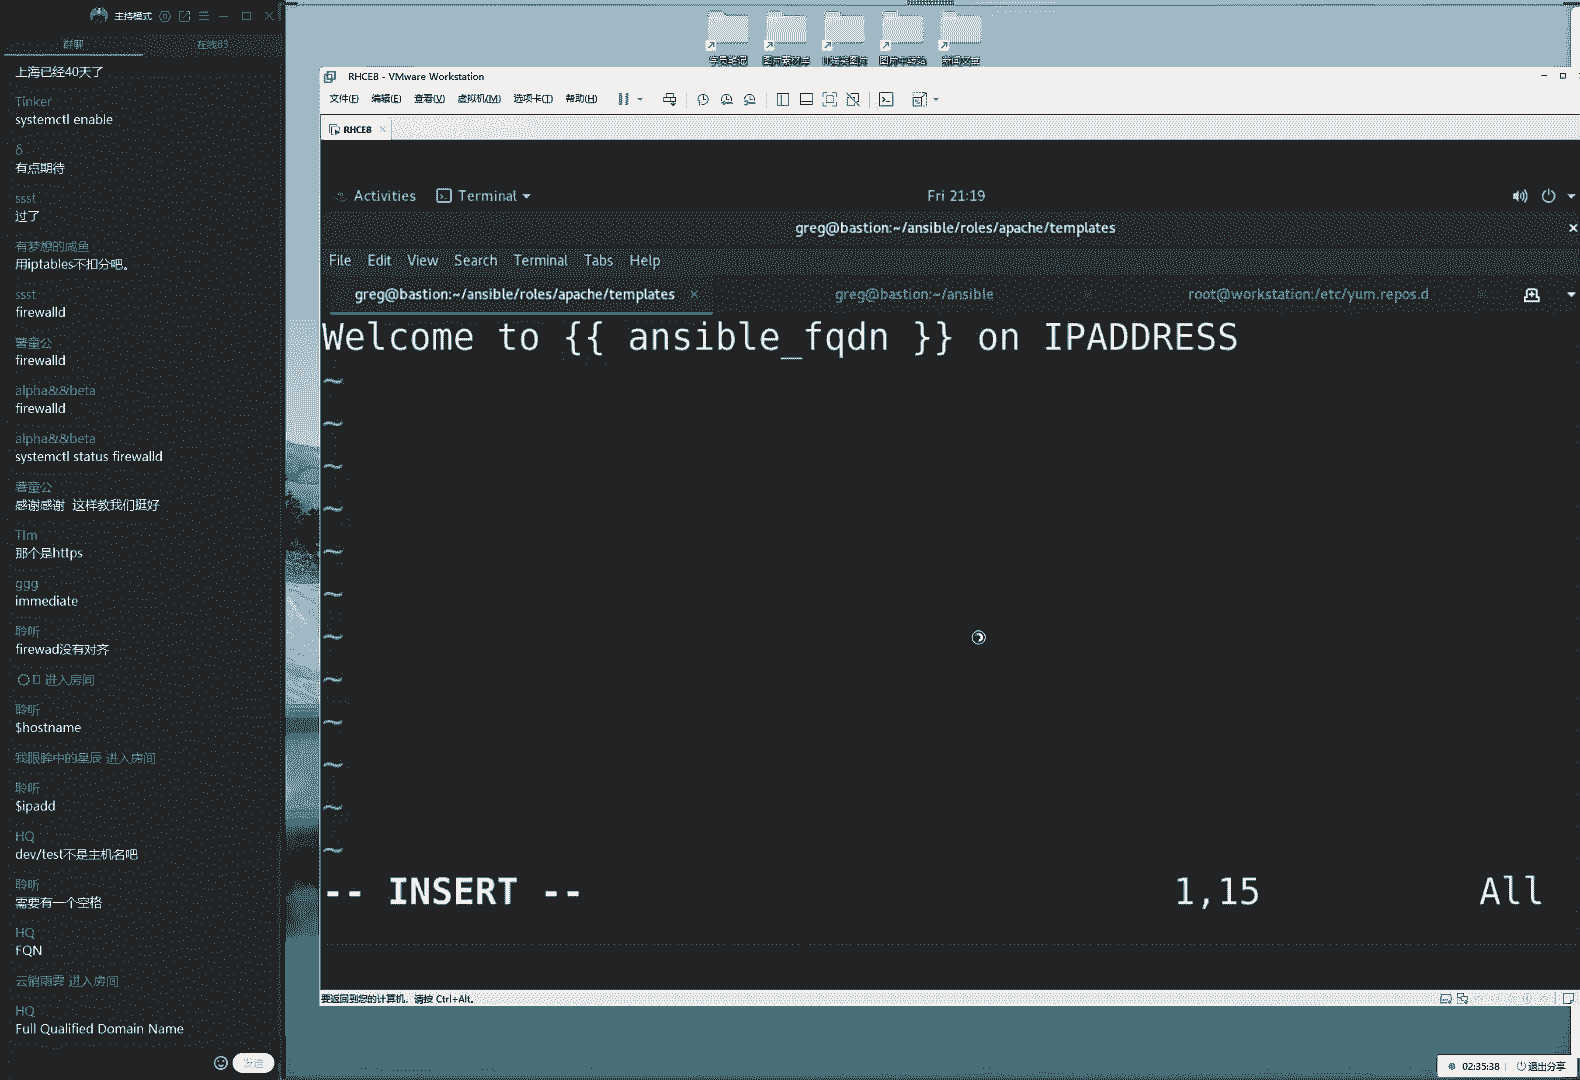 主持模式
群聊
在线63
上海已经40天了
Tinker
systemctl enable
δ
有点期待
ssst
过了
有梦想的咸鱼
用iptables不扣分吧。
ssst
firewalld
薯童公
firewalld
alpha&&beta
firewalld
alpha&&beta
systemctl status firewalld
薯童公
感谢感谢 这样教我们挺好
Tlm
那个是https
ggg
immediate
聆听
firewad没有对齐
进入房间
聆听
$hostname
我眼眸中的星辰 进入房间
聆听
$ipadd
HQ
dev/test不是主机名吧
聆听
需要有一个空格
HQ
FQN
云销雨霁 进入房间
HQ
Full Qualified Domain Name
发送
RHCE8 - VMware Workstation
文件(F) 编辑(E) 查看(V) 虚拟机(M) 选项卡(T) 帮助(H)
RHCE8
Activities Terminal Fri 21:19
greg@bastion:~/ansible/roles/apache/templates
File Edit View Search Terminal Tabs Help
greg@bastion:~/ansible/roles/apache/templates greg@bastion:~/ansible root@workstation:/etc/yum.repos.d
Welcome to {{ ansible_fqdn }} on IPADDRESS
~
~
~
~
~
~
~
~
~
~
~
~
-- INSERT -- 1,15 All
要返回到您的计算机，请按 Ctrl+Alt。
02:35:38 退出分享